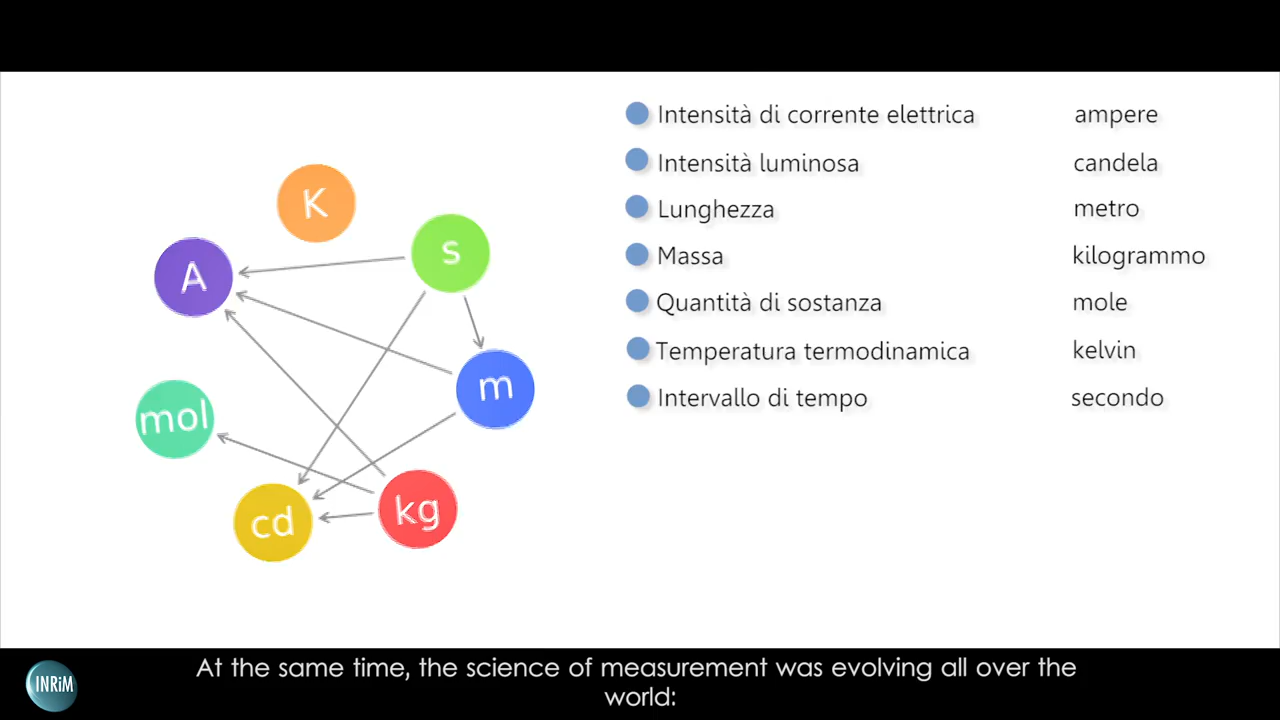 Intensità di corrente elettrica ampere
Intensità luminosa candela
Lunghezza metro
Massa kilogrammo
Quantità di sostanza mole
Temperatura termodinamica kelvin
Intervallo di tempo secondo
K
s
A
m
mol
kg
cd
At the same time, the science of measurement was evolving all over the
world:
INRiM